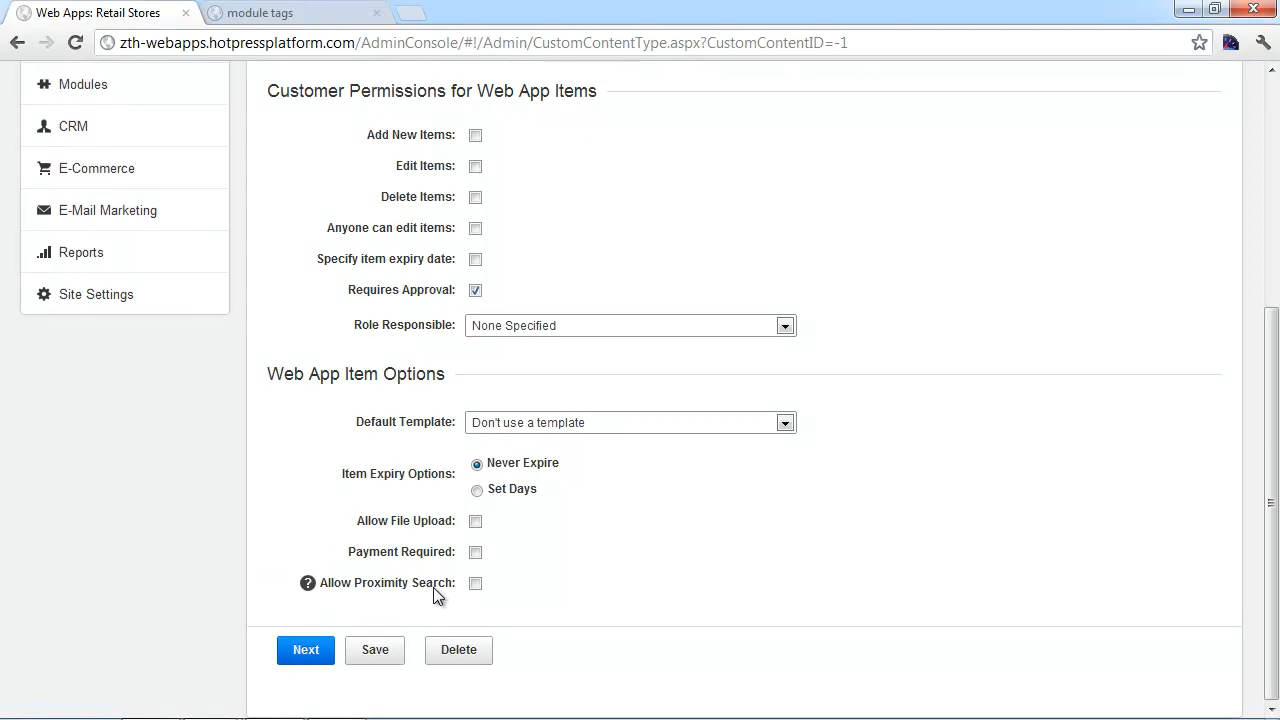 Web Apps: Retail Stores
module tags
zth-webapps.hotpressplatform.com/AdminConsole/#!/Admin/CustomContentType.aspx?CustomContentID=-1
Modules
CRM
E-Commerce
E-Mail Marketing
Reports
Site Settings
Customer Permissions for Web App Items
Add New Items:
Edit Items:
Delete Items:
Anyone can edit items:
Specify item expiry date:
Requires Approval:
Role Responsible: None Specified
Web App Item Options
Default Template: Don't use a template
Item Expiry Options: Never Expire
Set Days
Allow File Upload:
Payment Required:
? Allow Proximity Search:
Next Save Delete